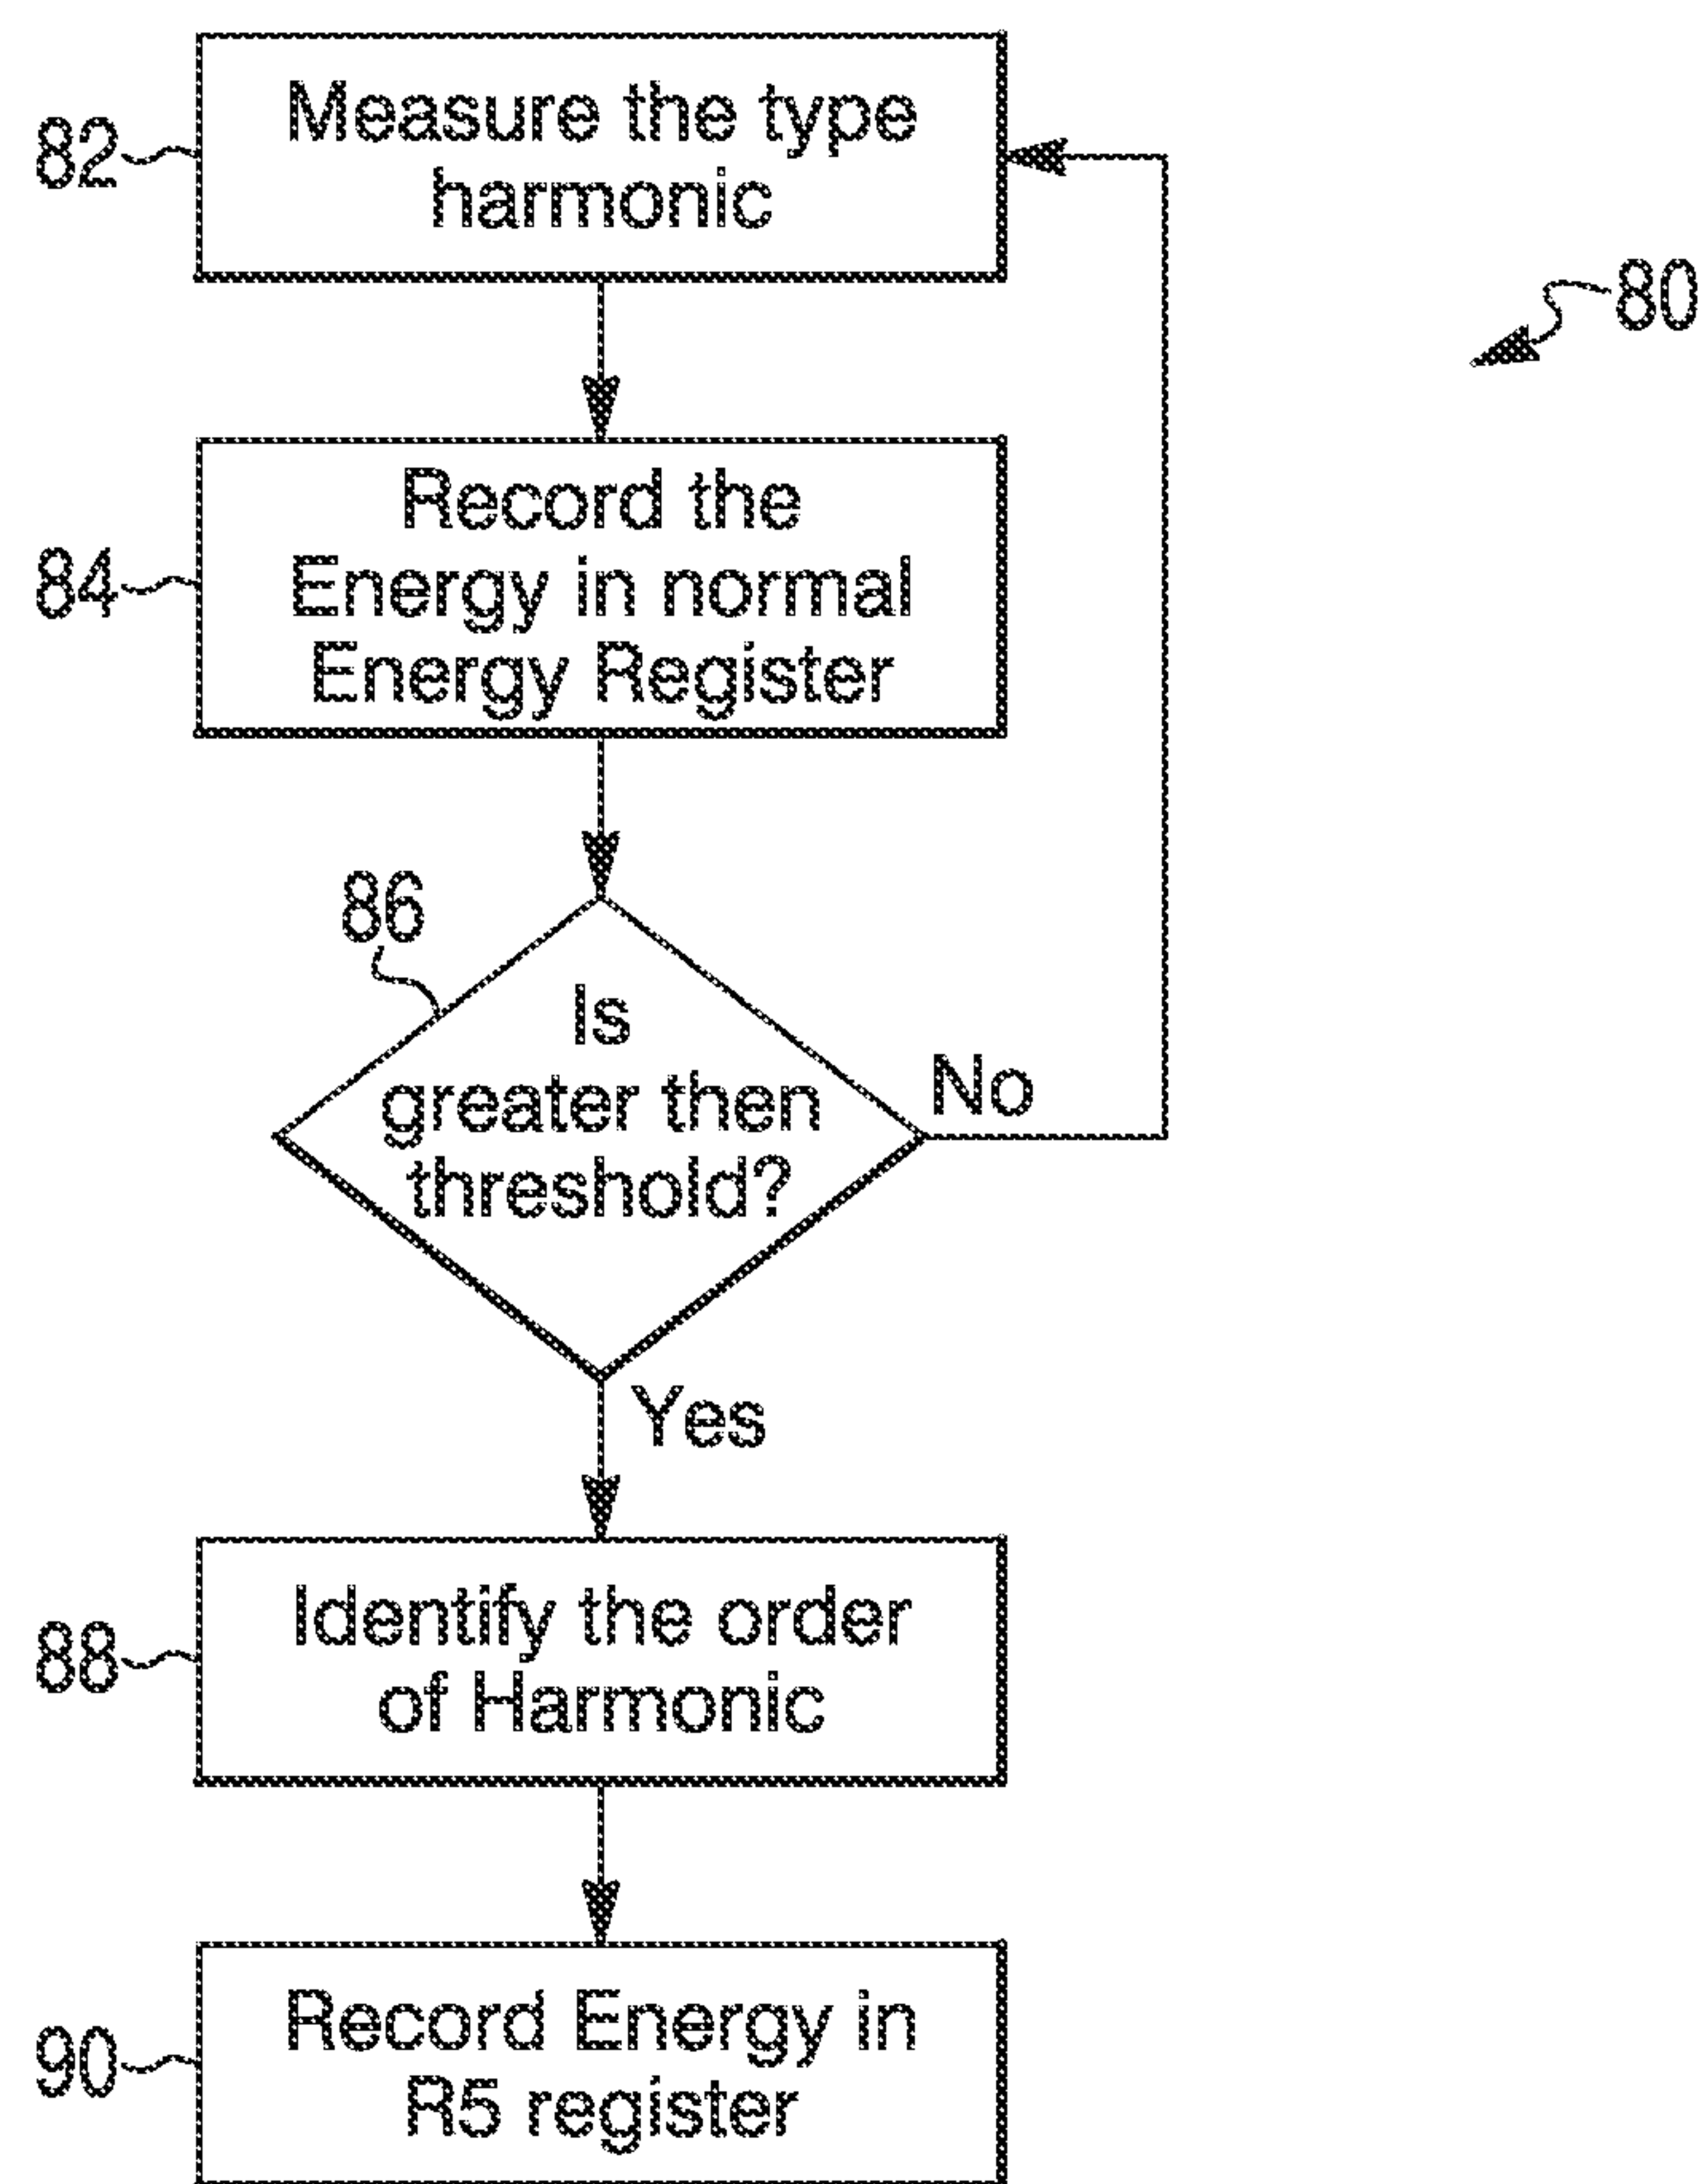 82
Measure the type
harmonic
80
84
Record the
Energy in normal
Energy Register
86
Is
greater then
threshold?
No
Yes
88
Identify the order
of Harmonic
90
Record Energy in
R5 register